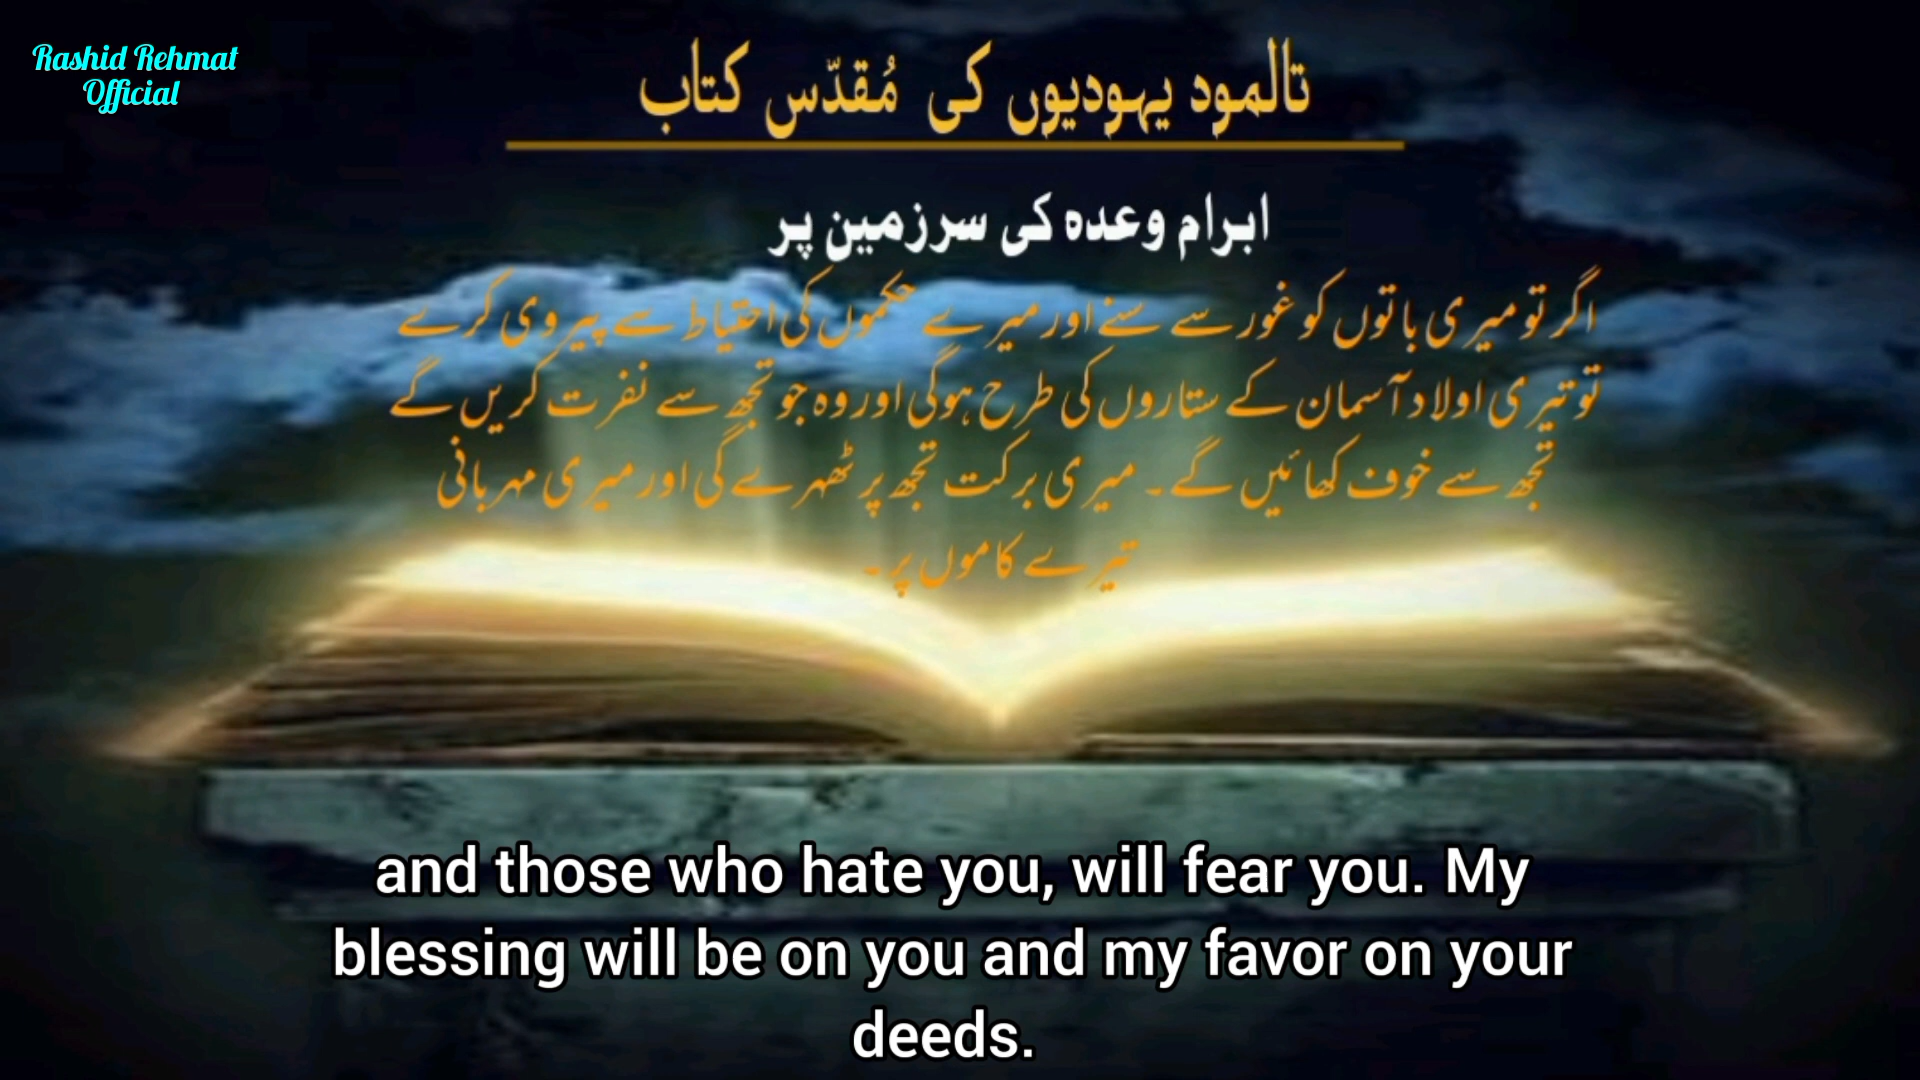 Rashid Rehmat
Official
تالمود یہودیوں کی مُقدّس کتاب
ابرام وعدہ کی سرزمین پر
اگر تو میری باتوں کو غور سے سنے اور میرے حکموں کی احتیاط سے پیروی کرے
تو تیری اولاد آسمان کے ستاروں کی طرح ہوگی اور وہ جو تجھ سے نفرت کریں گے
تجھ سے خوف کھائیں گے۔ میری برکت تجھ پر ٹھہرے گی اور میری مہربانی
تیرے کاموں پر۔
and those who hate you, will fear you. My
blessing will be on you and my favor on your
deeds.